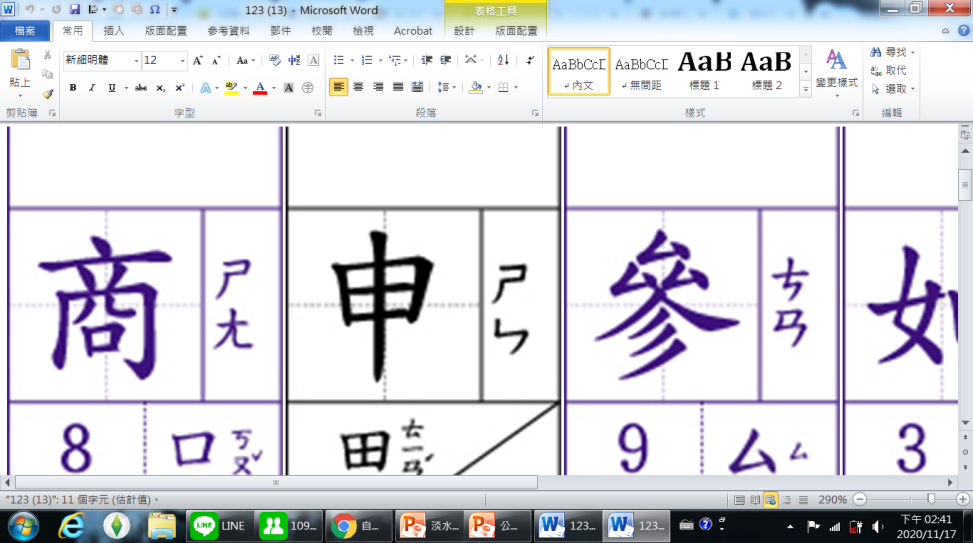 123 (13) - Microsoft Word
表格工具
檔案 常用 插入 版面配置 參考資料 郵件 校閱 檢視 Acrobat 設計 版面配置
貼上
新細明體 12
AaBbCcI AaBbCcI AaB AaB
內文 無間距 標題 1 標題 2
變更樣式
尋找
取代
選取
剪貼簿 字型 段落 樣式 編輯
商 ㄕㄤ
申 ㄕㄣ
參 ㄘㄢ
8 口 ㄎㄡˇ
田 ㄊㄧㄢˊ
9 厶 ㄙ
3
"123 (13)": 11 個字元 (估計值)。
290%
LINE 109... 自... 淡水... 公... 123... 123...
下午 02:41
2020/11/17